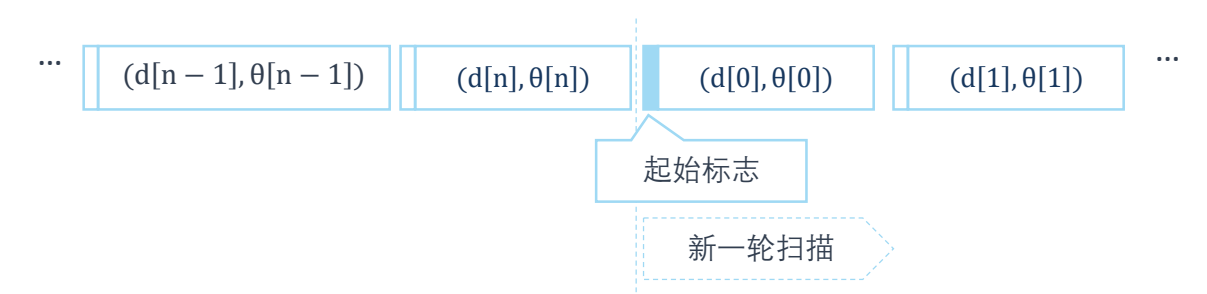 … (d[n − 1], θ[n − 1]) (d[n], θ[n]) (d[0], θ[0]) (d[1], θ[1]) …
起始标志
新一轮扫描